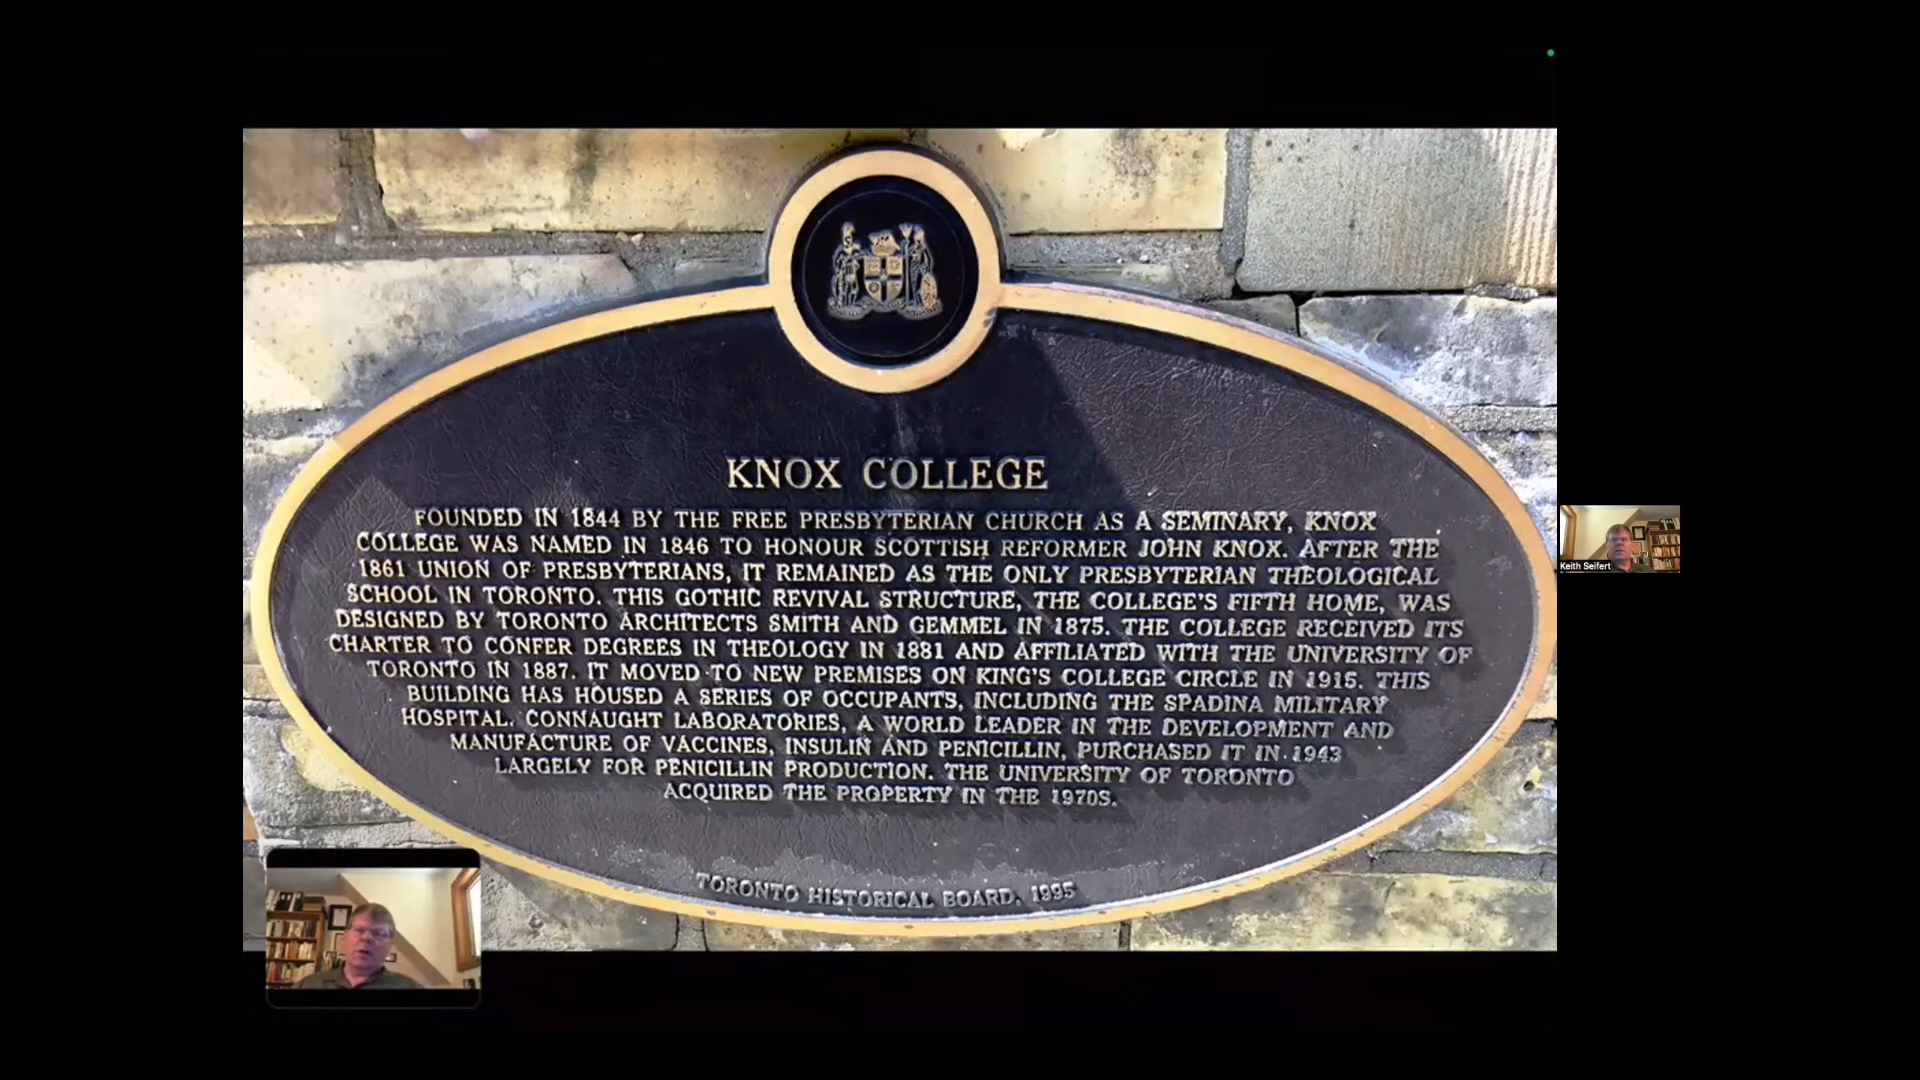 KNOX COLLEGE
FOUNDED IN 1844 BY THE FREE PRESBYTERIAN CHURCH AS A SEMINARY, KNOX
COLLEGE WAS NAMED IN 1846 TO HONOUR SCOTTISH REFORMER JOHN KNOX. AFTER THE
1861 UNION OF PRESBYTERIANS, IT REMAINED AS THE ONLY PRESBYTERIAN THEOLOGICAL
SCHOOL IN TORONTO. THIS GOTHIC REVIVAL STRUCTURE, THE COLLEGE'S FIFTH HOME, WAS
DESIGNED BY TORONTO ARCHITECTS SMITH AND GEMMEL IN 1875. THE COLLEGE RECEIVED ITS
CHARTER TO CONFER DEGREES IN THEOLOGY IN 1881 AND AFFILIATED WITH THE UNIVERSITY OF
TORONTO IN 1887. IT MOVED TO NEW PREMISES ON KING'S COLLEGE CIRCLE IN 1915. THIS
BUILDING HAS HOUSED A SERIES OF OCCUPANTS, INCLUDING THE SPADINA MILITARY
HOSPITAL. CONNAUGHT LABORATORIES, A WORLD LEADER IN THE DEVELOPMENT AND
MANUFACTURE OF VACCINES, INSULIN AND PENICILLIN, PURCHASED IT IN 1943
LARGELY FOR PENICILLIN PRODUCTION. THE UNIVERSITY OF TORONTO
ACQUIRED THE PROPERTY IN THE 1970S.
TORONTO HISTORICAL BOARD, 1995
Keith Seifert